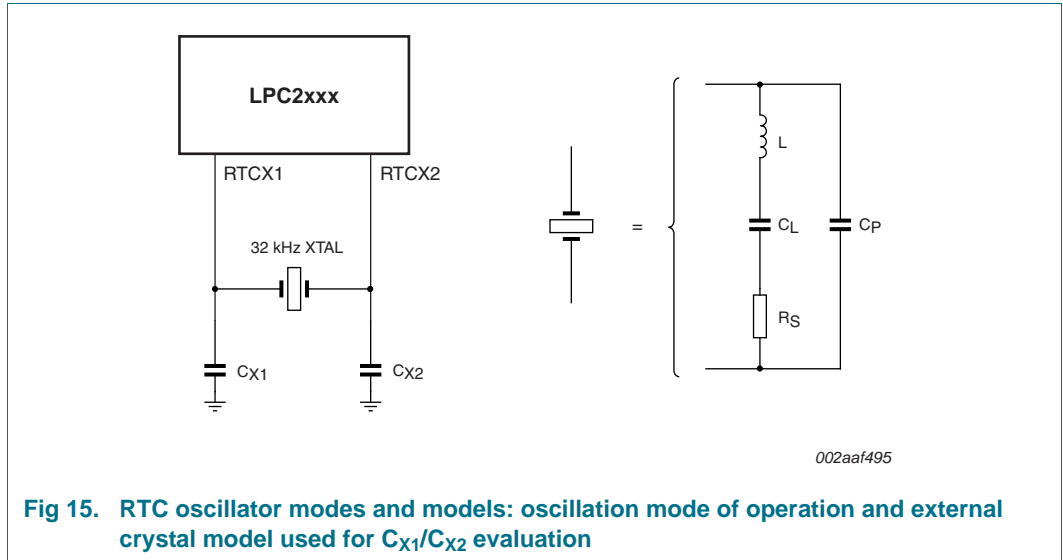 LPC2xxx
RTCX1
RTCX2
32 kHz XTAL
CX1
CX2
=
L
CL
CP
RS
002aaf495
Fig 15. RTC oscillator modes and models: oscillation mode of operation and external
crystal model used for CX1/CX2 evaluation